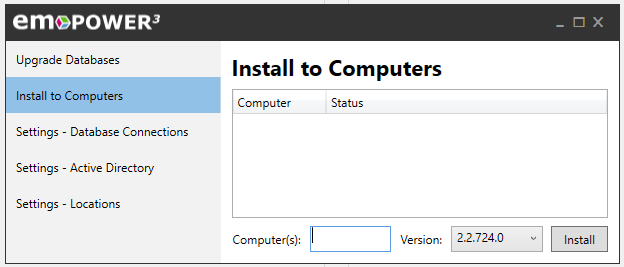 emPOWER³
Upgrade Databases
Install to Computers
Settings - Database Connections
Settings - Active Directory
Settings - Locations
Install to Computers
Computer Status
Computer(s): Version: 2.2.724.0 Install